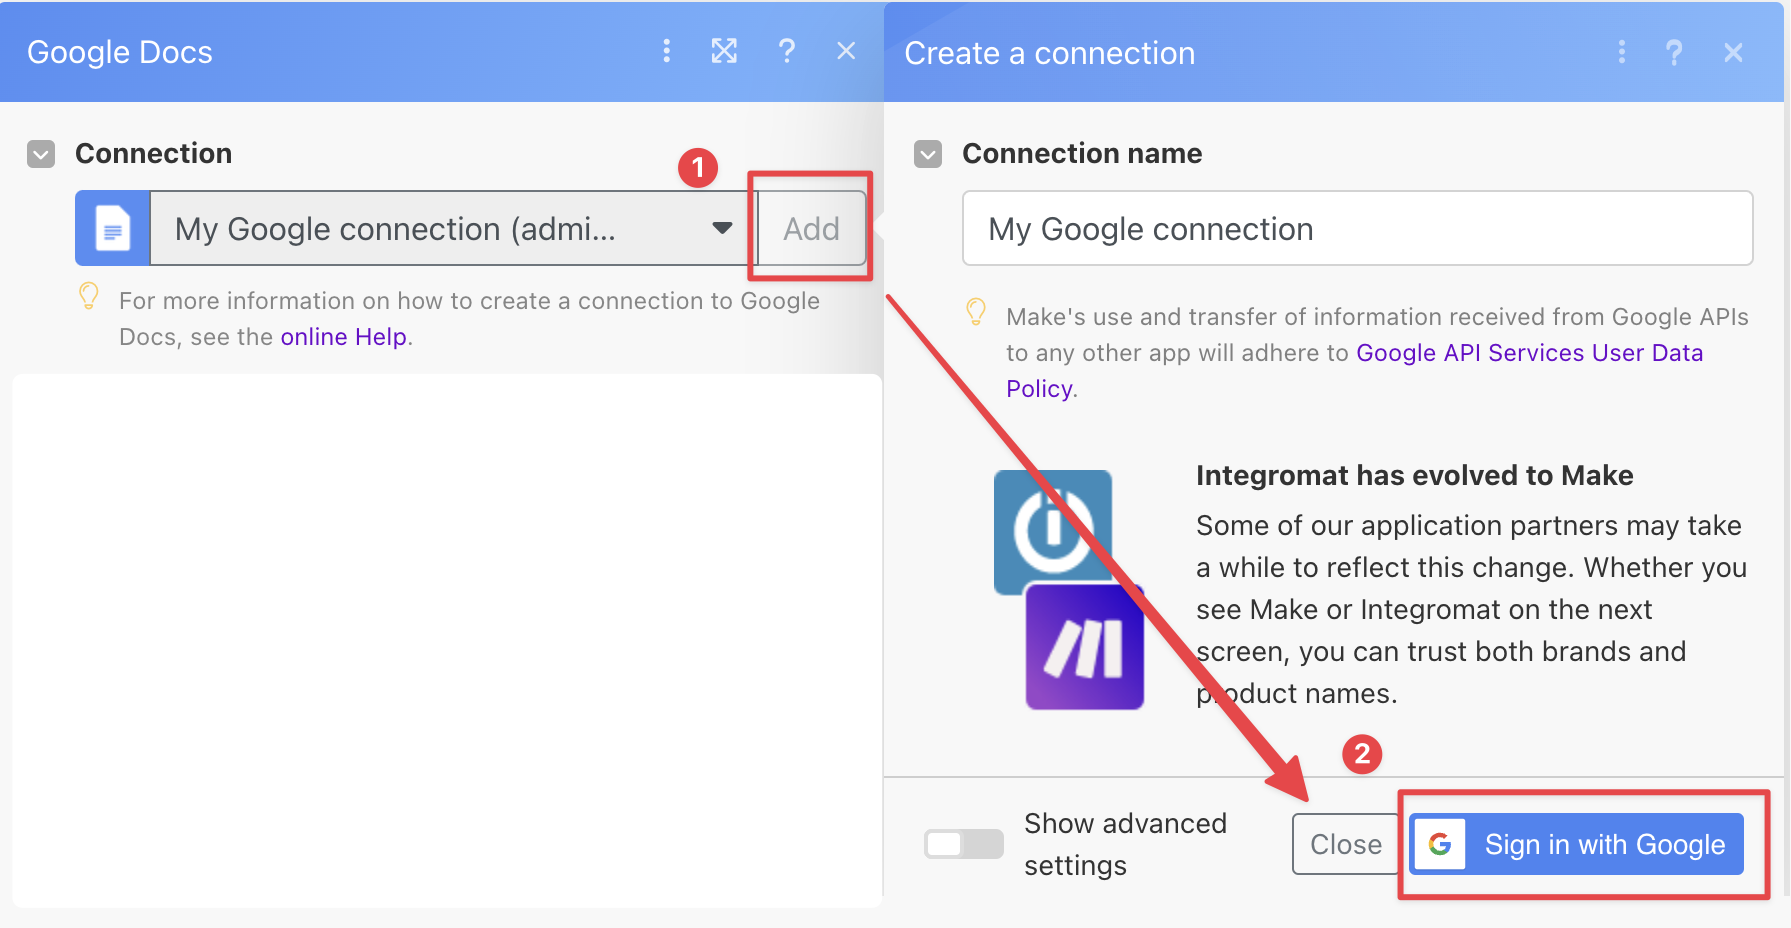 Google Docs
Connection
1
My Google connection (admi...
Add
For more information on how to create a connection to Google
Docs, see the online Help.
Create a connection
Connection name
My Google connection
Make's use and transfer of information received from Google APIs
to any other app will adhere to Google API Services User Data
Policy.
Integromat has evolved to Make
Some of our application partners may take
a while to reflect this change. Whether you
see Make or Integromat on the next
screen, you can trust both brands and
product names.
2
Show advanced
settings
Close
Sign in with Google